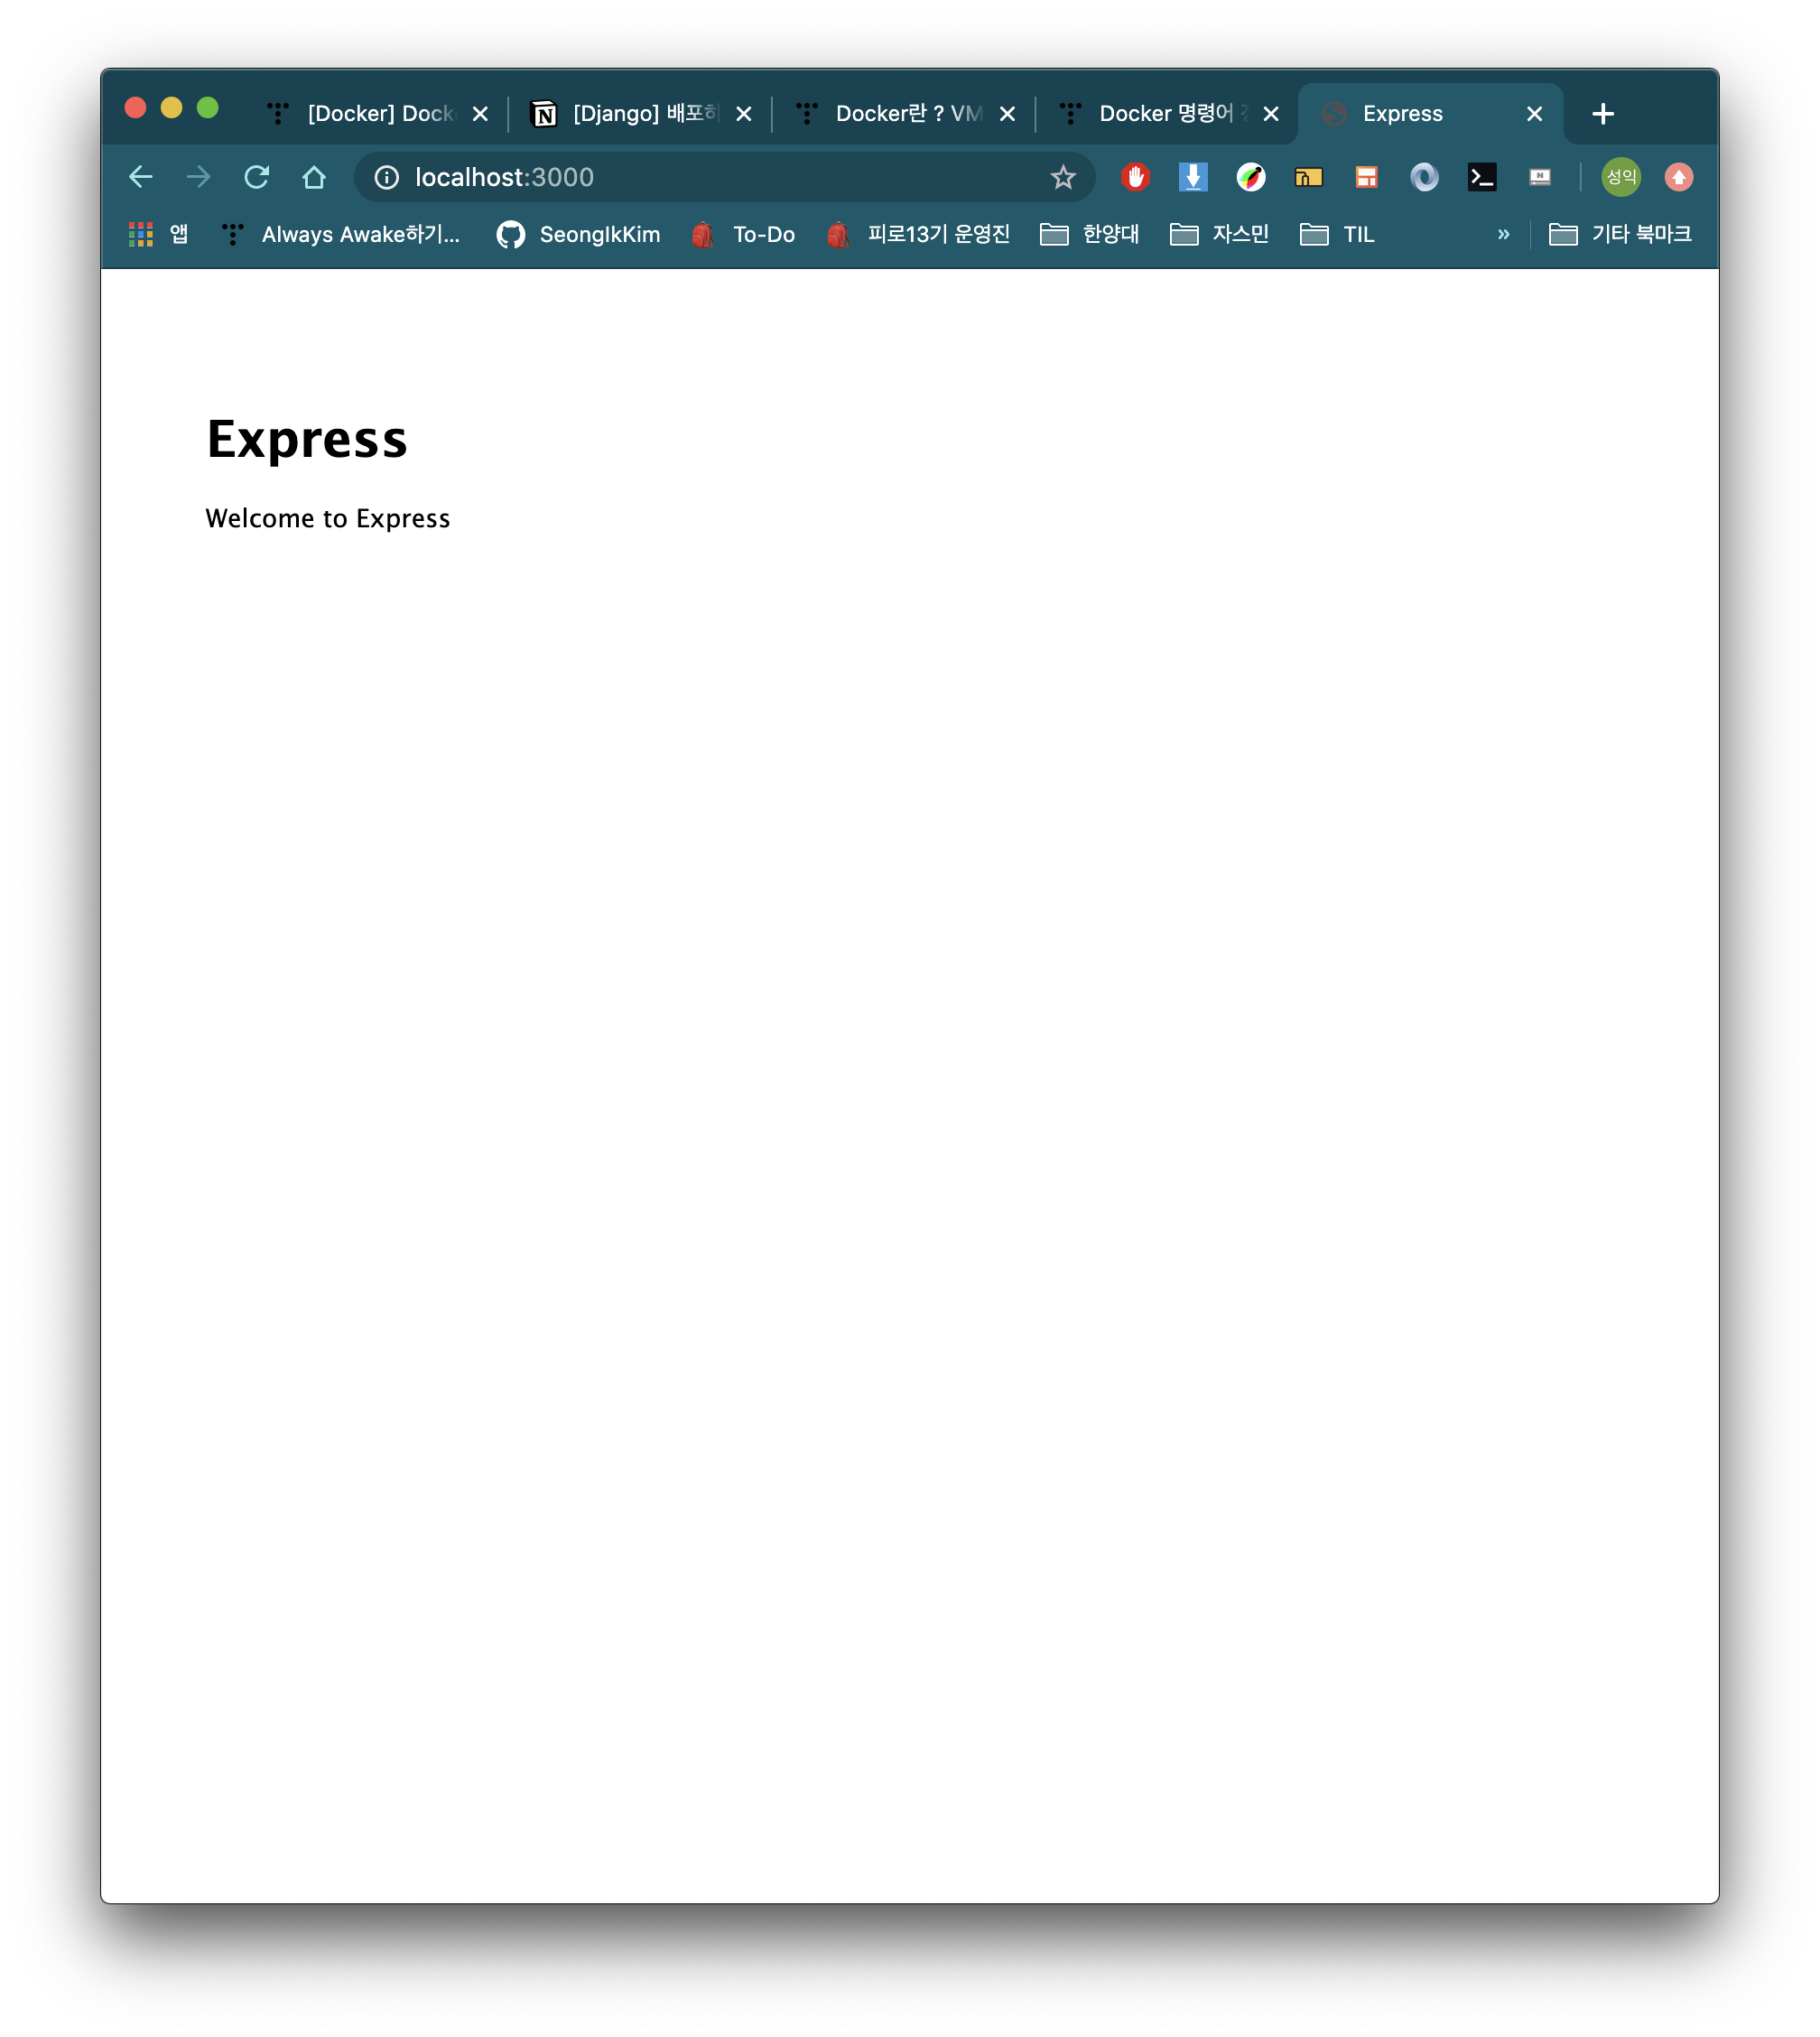 [Docker] Dock
[Django] 배포하
Docker란 ? VM
Docker 명령어
Express
localhost:3000
성익
앱
Always Awake하기...
SeongIkKim
To-Do
피로13기 운영진
한양대
자스민
TIL
»
기타 북마크
Express
Welcome to Express